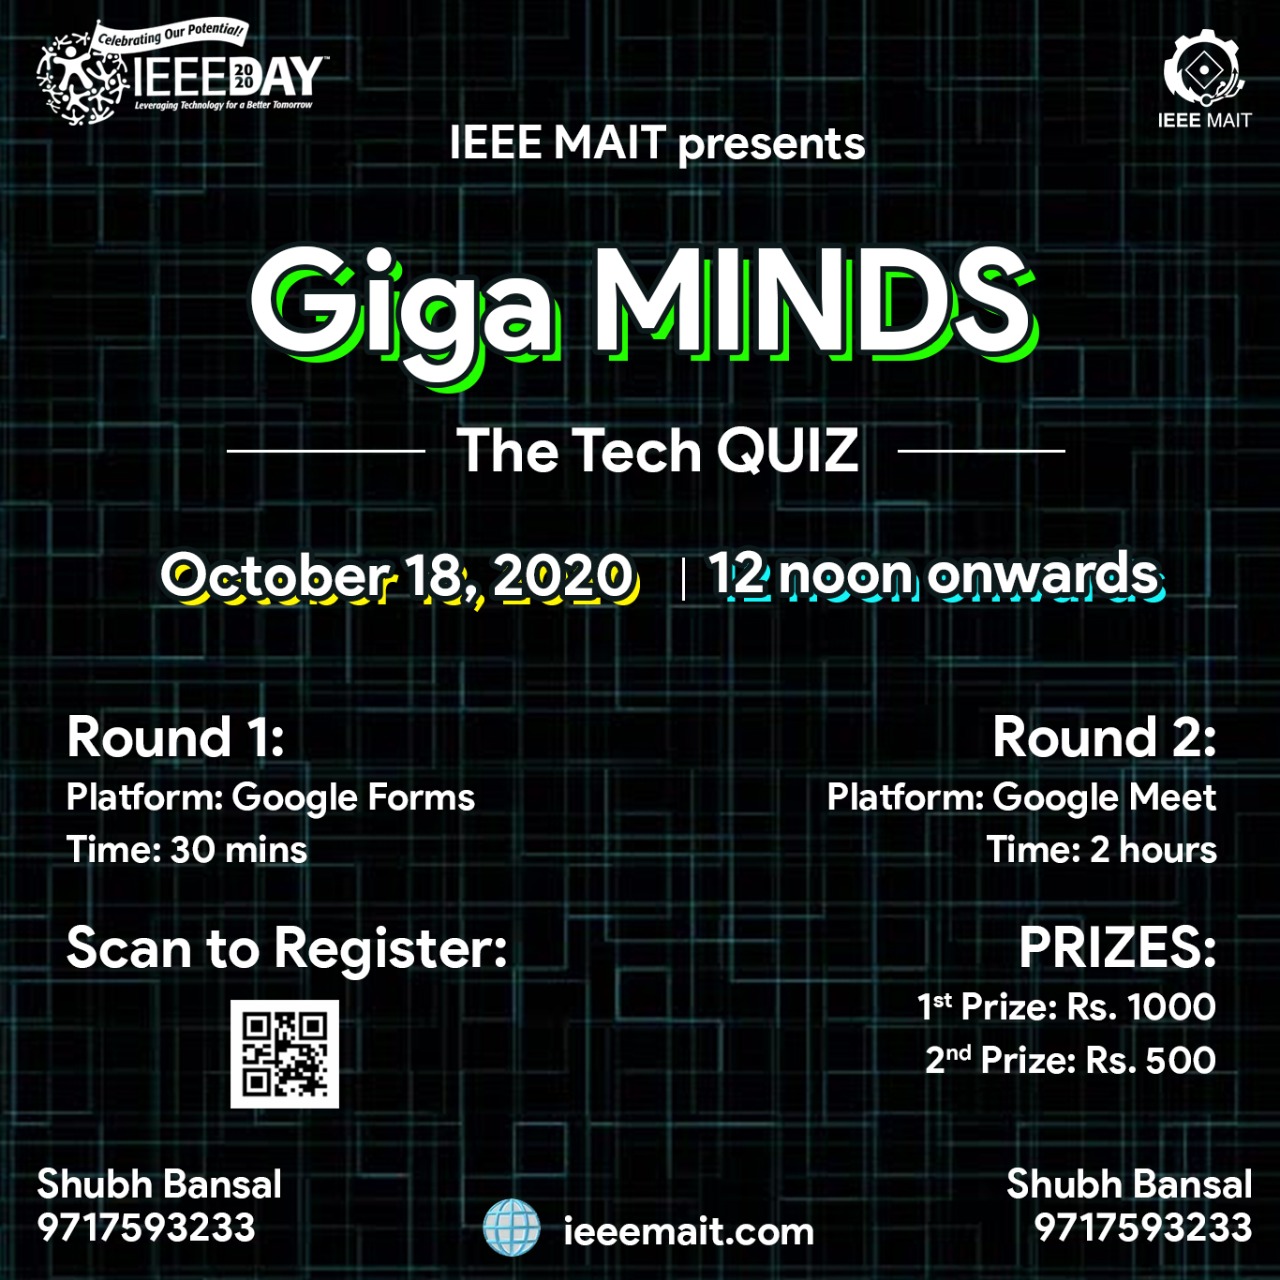 Celebrating Our Potential!
IEEE 2020 DAY™
Leveraging Technology for a Better Tomorrow
IEEE MAIT
IEEE MAIT presents
Giga MINDS
The Tech QUIZ
October 18, 2020 | 12 noon onwards
Round 1:
Platform: Google Forms
Time: 30 mins
Round 2:
Platform: Google Meet
Time: 2 hours
Scan to Register:
PRIZES:
1st Prize: Rs. 1000
2nd Prize: Rs. 500
Shubh Bansal
9717593233
ieeemait.com
Shubh Bansal
9717593233